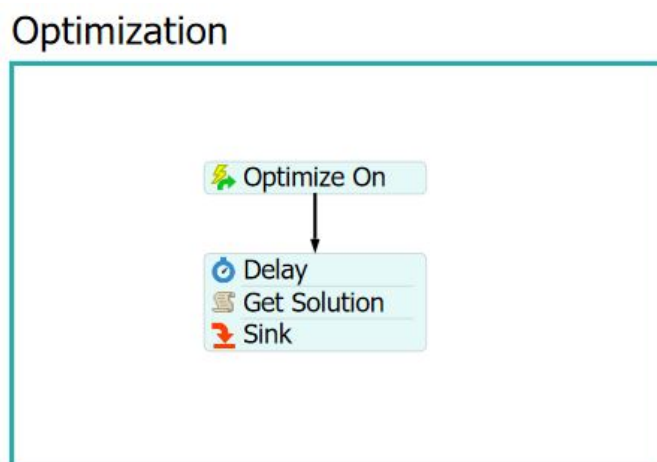 Optimization
Optimize On
Delay
Get Solution
Sink